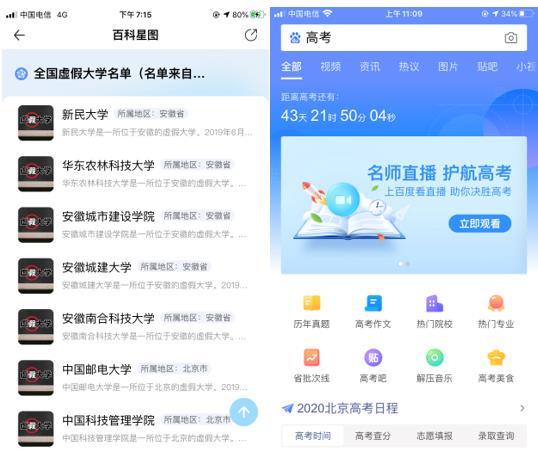 中国电信 4G 下午7:15 80%
百科星图
全国虚假大学名单（名单来自...
新民大学 所属地区：安徽省
新民大学是一所位于安徽的虚假大学。2019年6月...
华东农林科技大学 所属地区：安徽省
华东农林科技大学是一所位于安徽的虚假大学。...
安徽城市建设学院 所属地区：安徽省
安徽城市建设学院是一所位于安徽的虚假大学。...
安徽城建大学 所属地区：安徽省
安徽城建大学是一所位于安徽的虚假大学。2019...
安徽南合科技大学 所属地区：安徽省
安徽南合科技大学是一所位于安徽的虚假大学。...
中国邮电大学 所属地区：北京市
中国邮电大学是一所位于北京的虚假大学。2019...
中国科技管理学院 所属地区：北京市
中国科技管理学院是一所位于北京的虚假大学。...
中国电信 上午11:09 34%
高考
全部 视频 资讯 热议 图片 贴吧 小视
距离高考还有：
43天 21时 50分 04秒
名师直播 护航高考
上百度看直播 助你决胜高考
立即观看
历年真题 高考作文 热门院校 热门专业
贴
省批次线 高考吧 解压音乐 高考美食
2020北京高考日程
高考时间 高考查分 志愿填报 录取查询